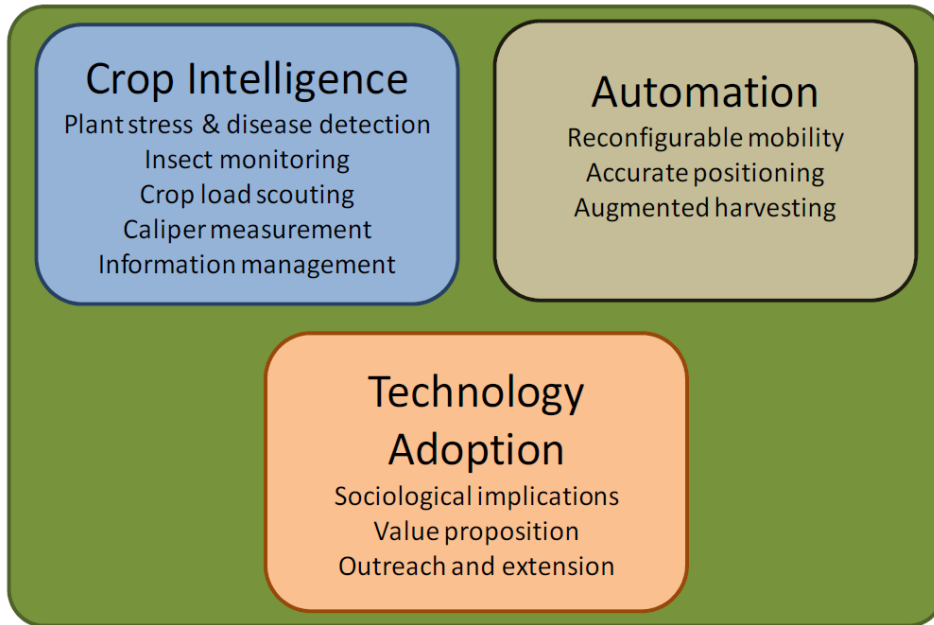 Crop Intelligence
Plant stress & disease detection
Insect monitoring
Crop load scouting
Caliper measurement
Information management
Automation
Reconfigurable mobility
Accurate positioning
Augmented harvesting
Technology
Adoption
Sociological implications
Value proposition
Outreach and extension